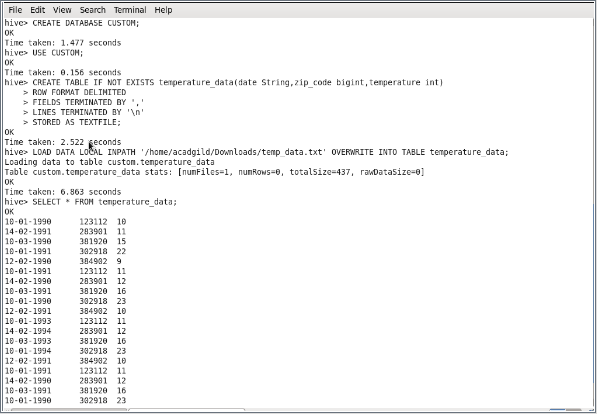 File Edit View Search Terminal Help
hive> CREATE DATABASE CUSTOM;
OK
Time taken: 1.477 seconds
hive> USE CUSTOM;
OK
Time taken: 0.156 seconds
hive> CREATE TABLE IF NOT EXISTS temperature_data(date String,zip_code bigint,temperature int)
> ROW FORMAT DELIMITED
> FIELDS TERMINATED BY ','
> LINES TERMINATED BY '\n'
> STORED AS TEXTFILE;
OK
Time taken: 2.522 seconds
hive> LOAD DATA LOCAL INPATH '/home/acadgild/Downloads/temp_data.txt' OVERWRITE INTO TABLE temperature_data;
Loading data to table custom.temperature_data
Table custom.temperature_data stats: [numFiles=1, numRows=0, totalSize=437, rawDataSize=0]
OK
Time taken: 6.863 seconds
hive> SELECT * FROM temperature_data;
OK
10-01-1990 123112 10
14-02-1991 283901 11
10-03-1990 381920 15
10-01-1991 302918 22
12-02-1990 384902 9
10-01-1991 123112 11
14-02-1990 283901 12
10-03-1991 381920 16
10-01-1990 302918 23
12-02-1991 384902 10
10-01-1993 123112 11
14-02-1994 283901 12
10-03-1993 381920 16
10-01-1994 302918 23
12-02-1991 384902 10
10-01-1991 123112 11
14-02-1990 283901 12
10-03-1991 381920 16
10-01-1990 302918 23